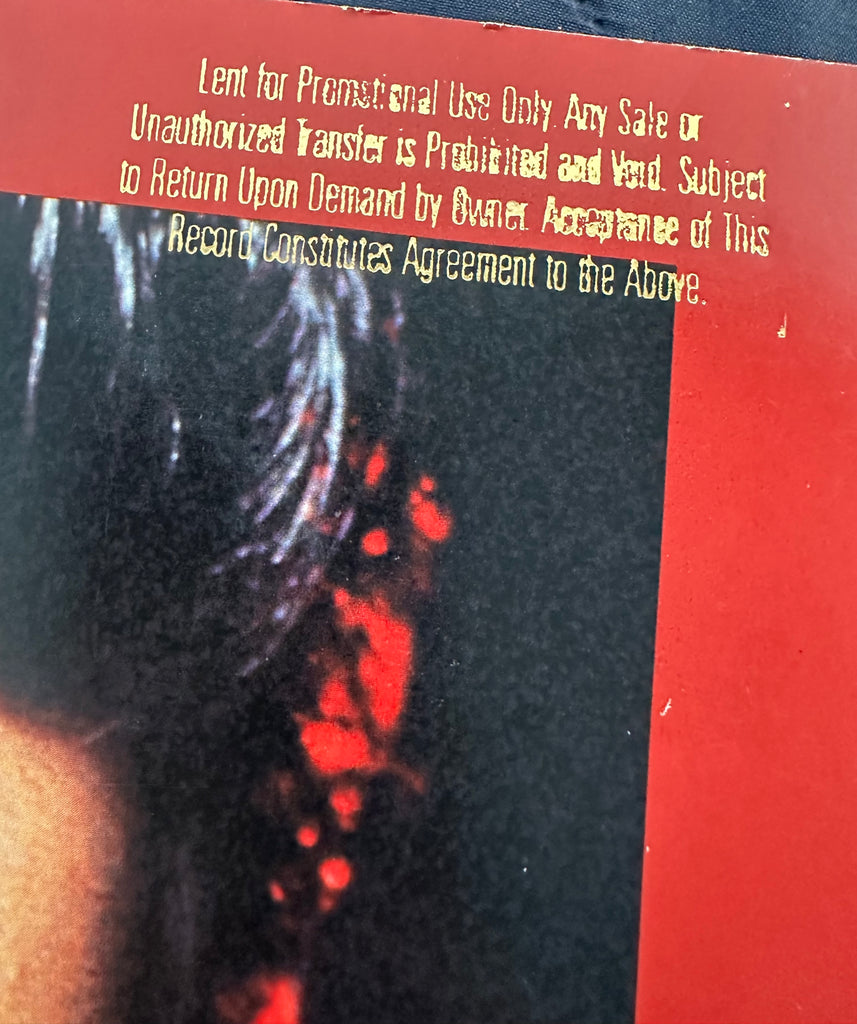 Lent for Promotional Use Only. Any Sale or
Unauthorized Transfer is Prohibited and Void. Subject
to Return Upon Demand by Owner. Acceptance of This
Record Constitutes Agreement to the Above.